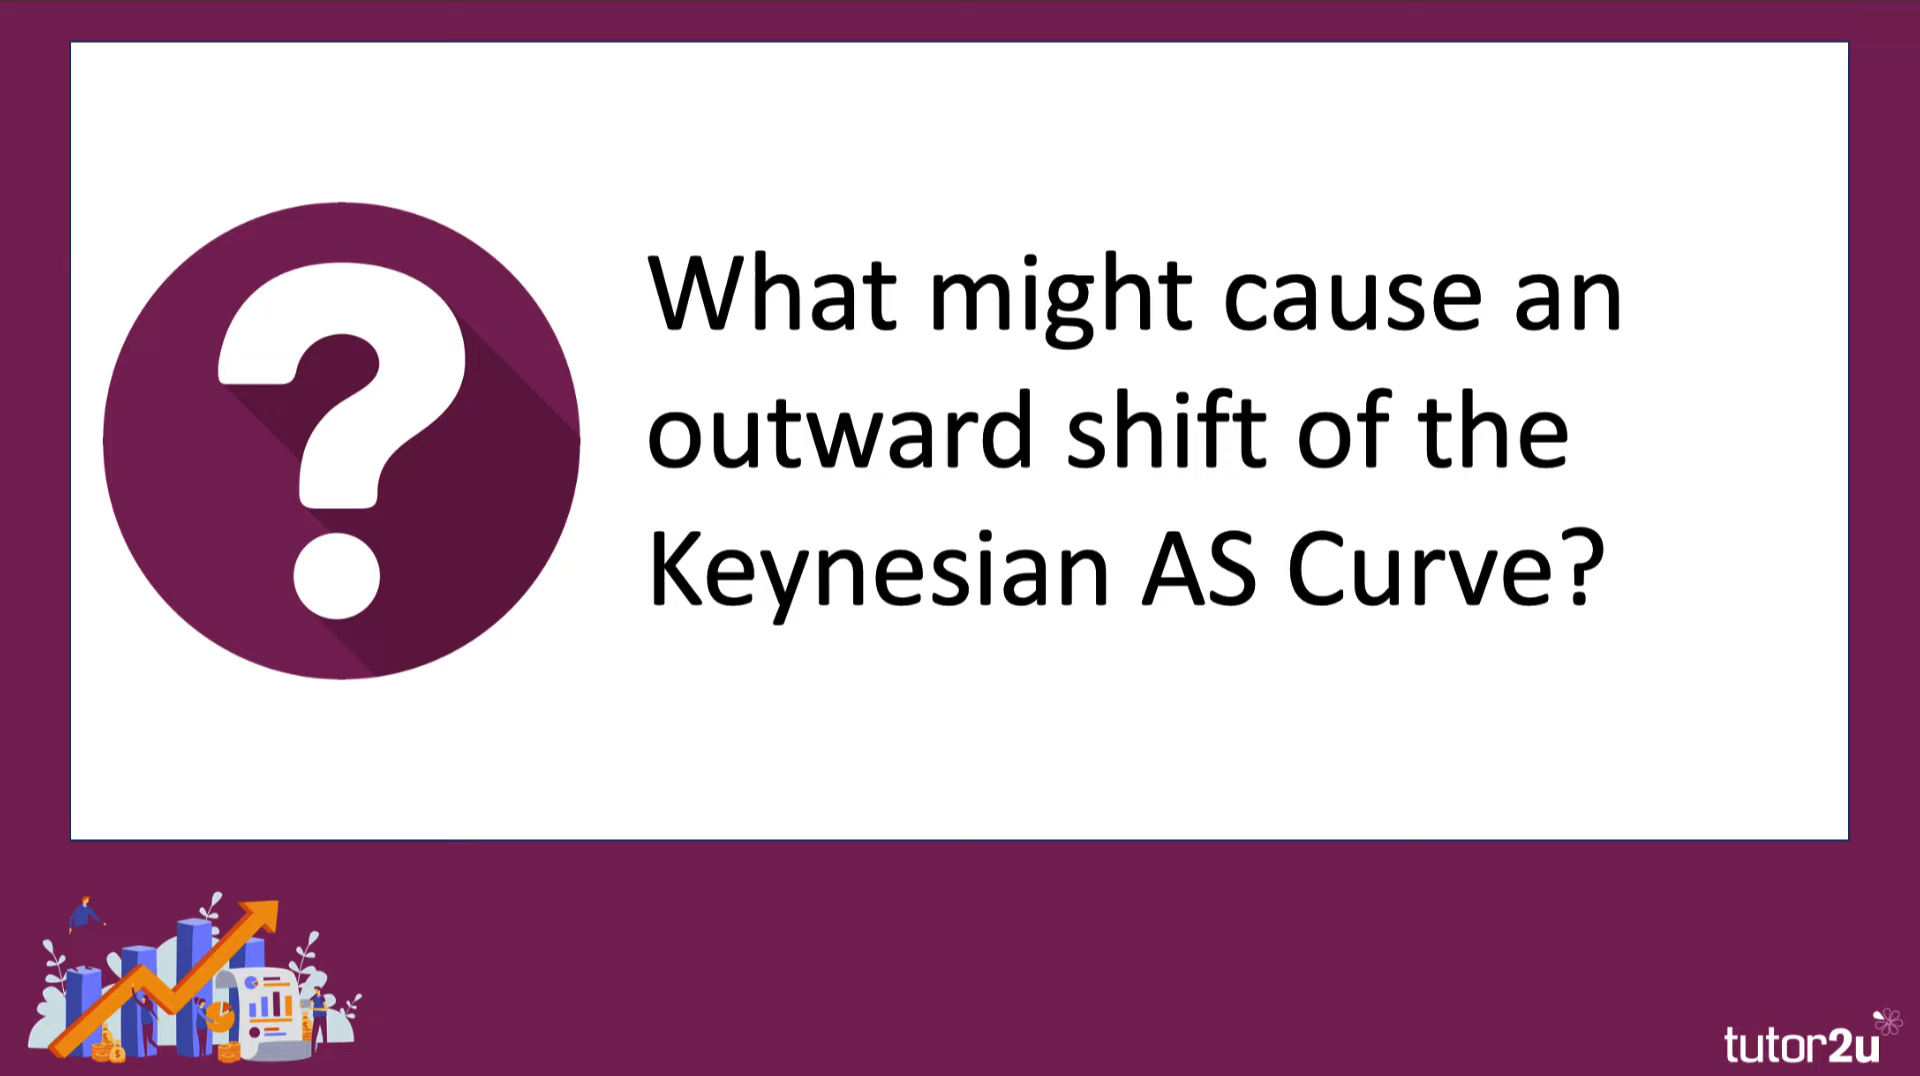 What might cause an
outward shift of the
Keynesian AS Curve?
tutor2u